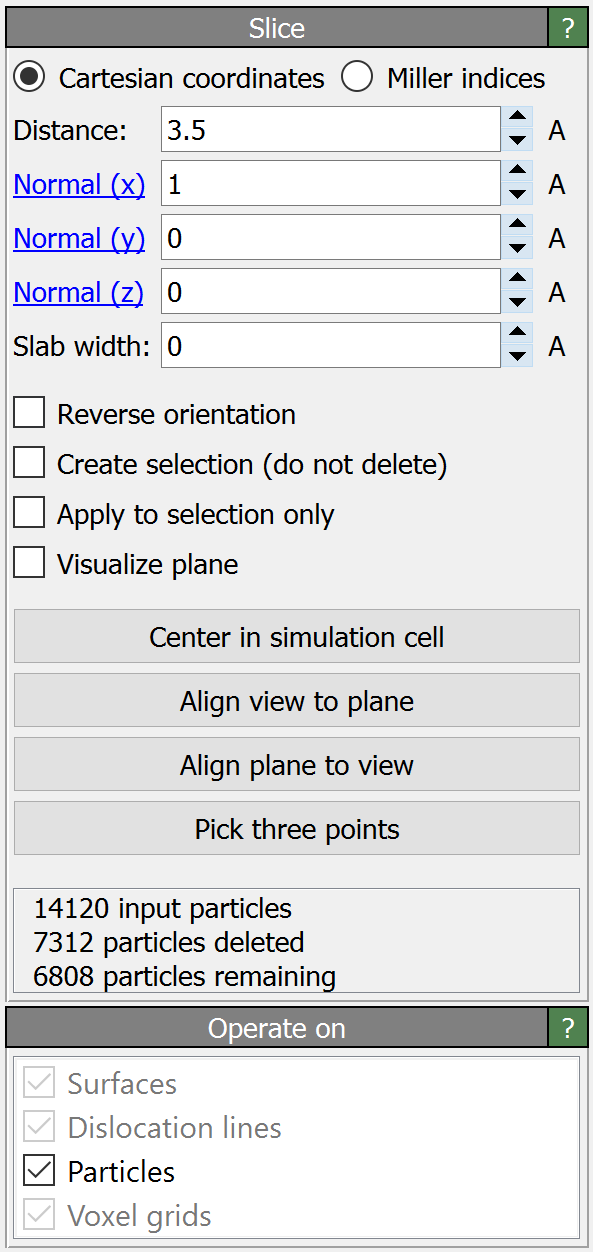 Slice ?
Cartesian coordinates Miller indices
Distance: 3.5 A
Normal (x) 1 A
Normal (y) 0 A
Normal (z) 0 A
Slab width: 0 A
Reverse orientation
Create selection (do not delete)
Apply to selection only
Visualize plane
Center in simulation cell
Align view to plane
Align plane to view
Pick three points
14120 input particles
7312 particles deleted
6808 particles remaining
Operate on ?
Surfaces
Dislocation lines
Particles
Voxel grids